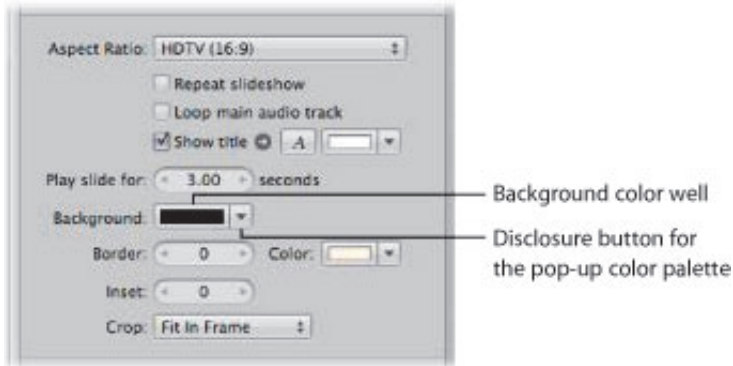 Aspect Ratio: HDTV (16:9)
Repeat slideshow
Loop main audio track
Show title A
Play slide for: 3.00 seconds
Background:
Border: 0 Color:
Inset: 0
Crop: Fit In Frame
Background color well
Disclosure button for
the pop-up color palette